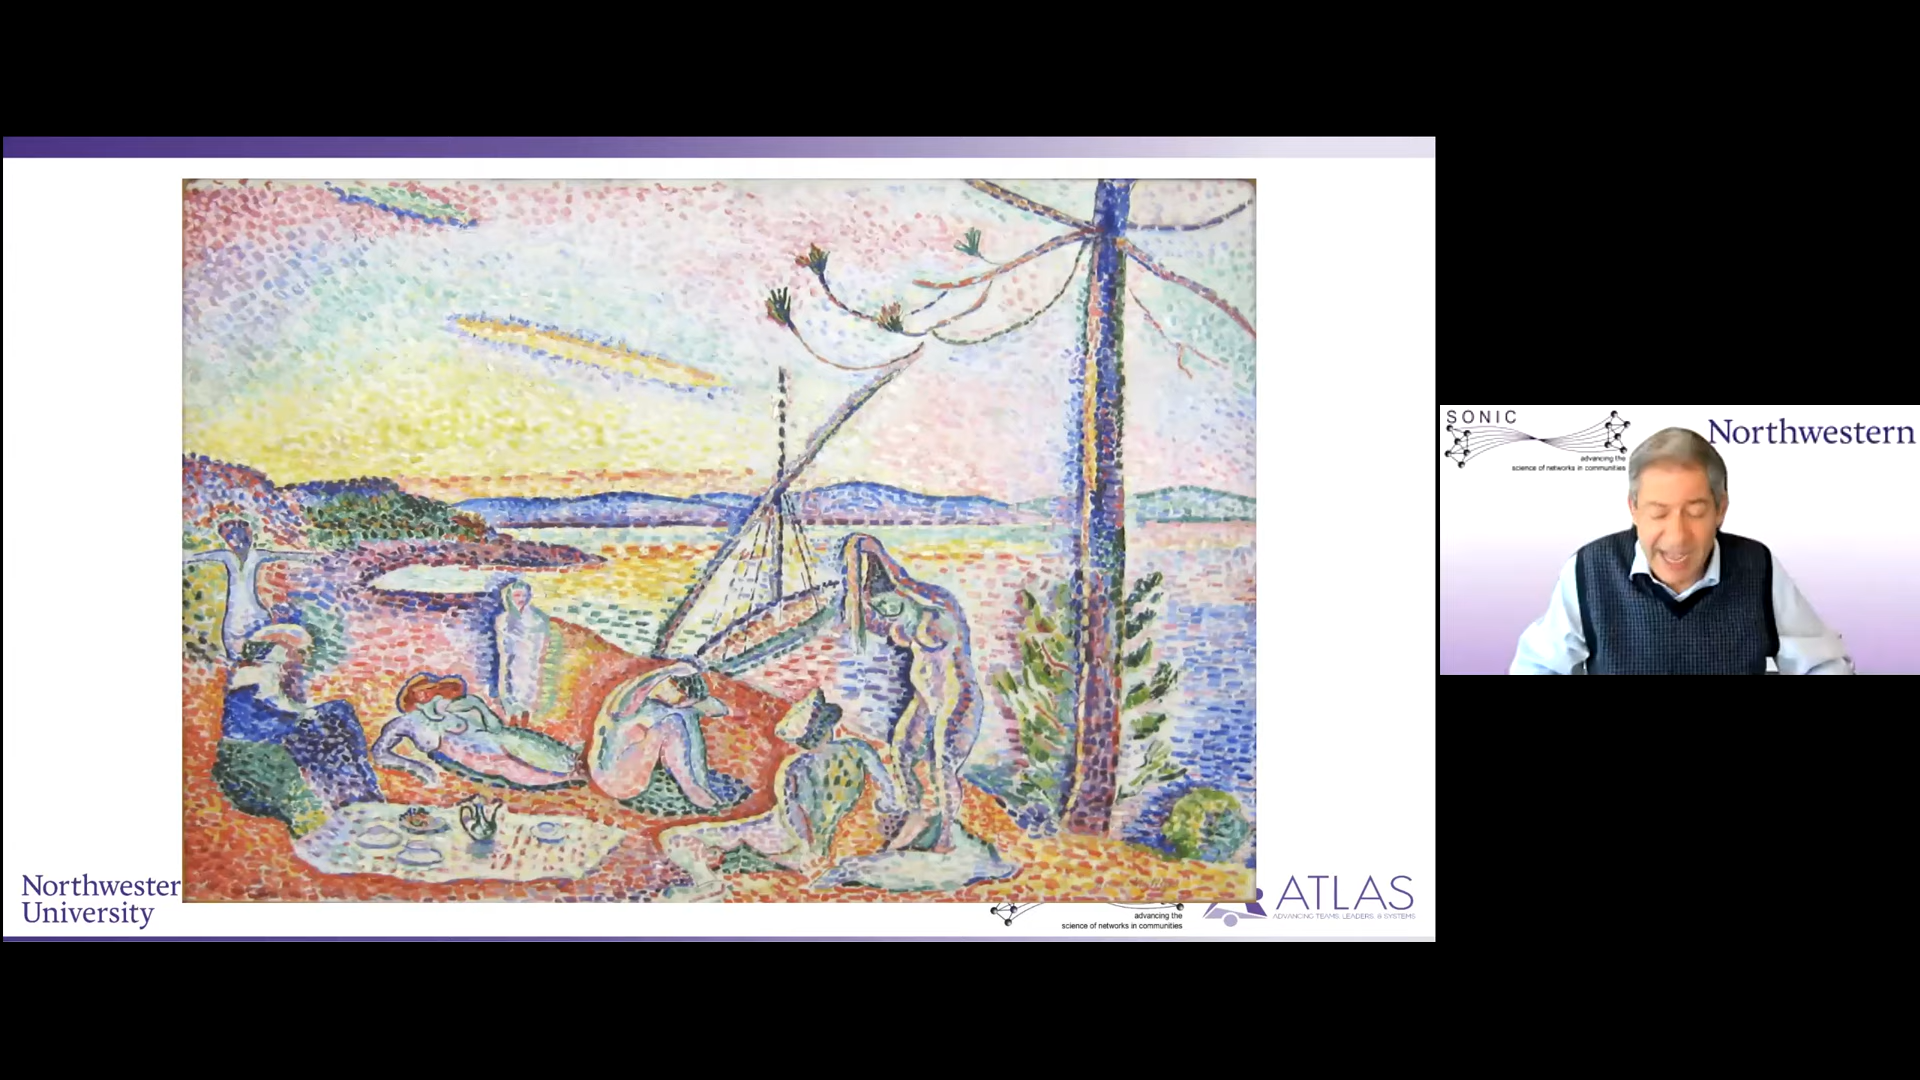 Northwester
University
advancing the
science of networks in communities
ATLAS
ADVANCING TEAMS, LEADERS, & SYSTEMS
SONIC
advancing the
science of networks in communities
Northwestern